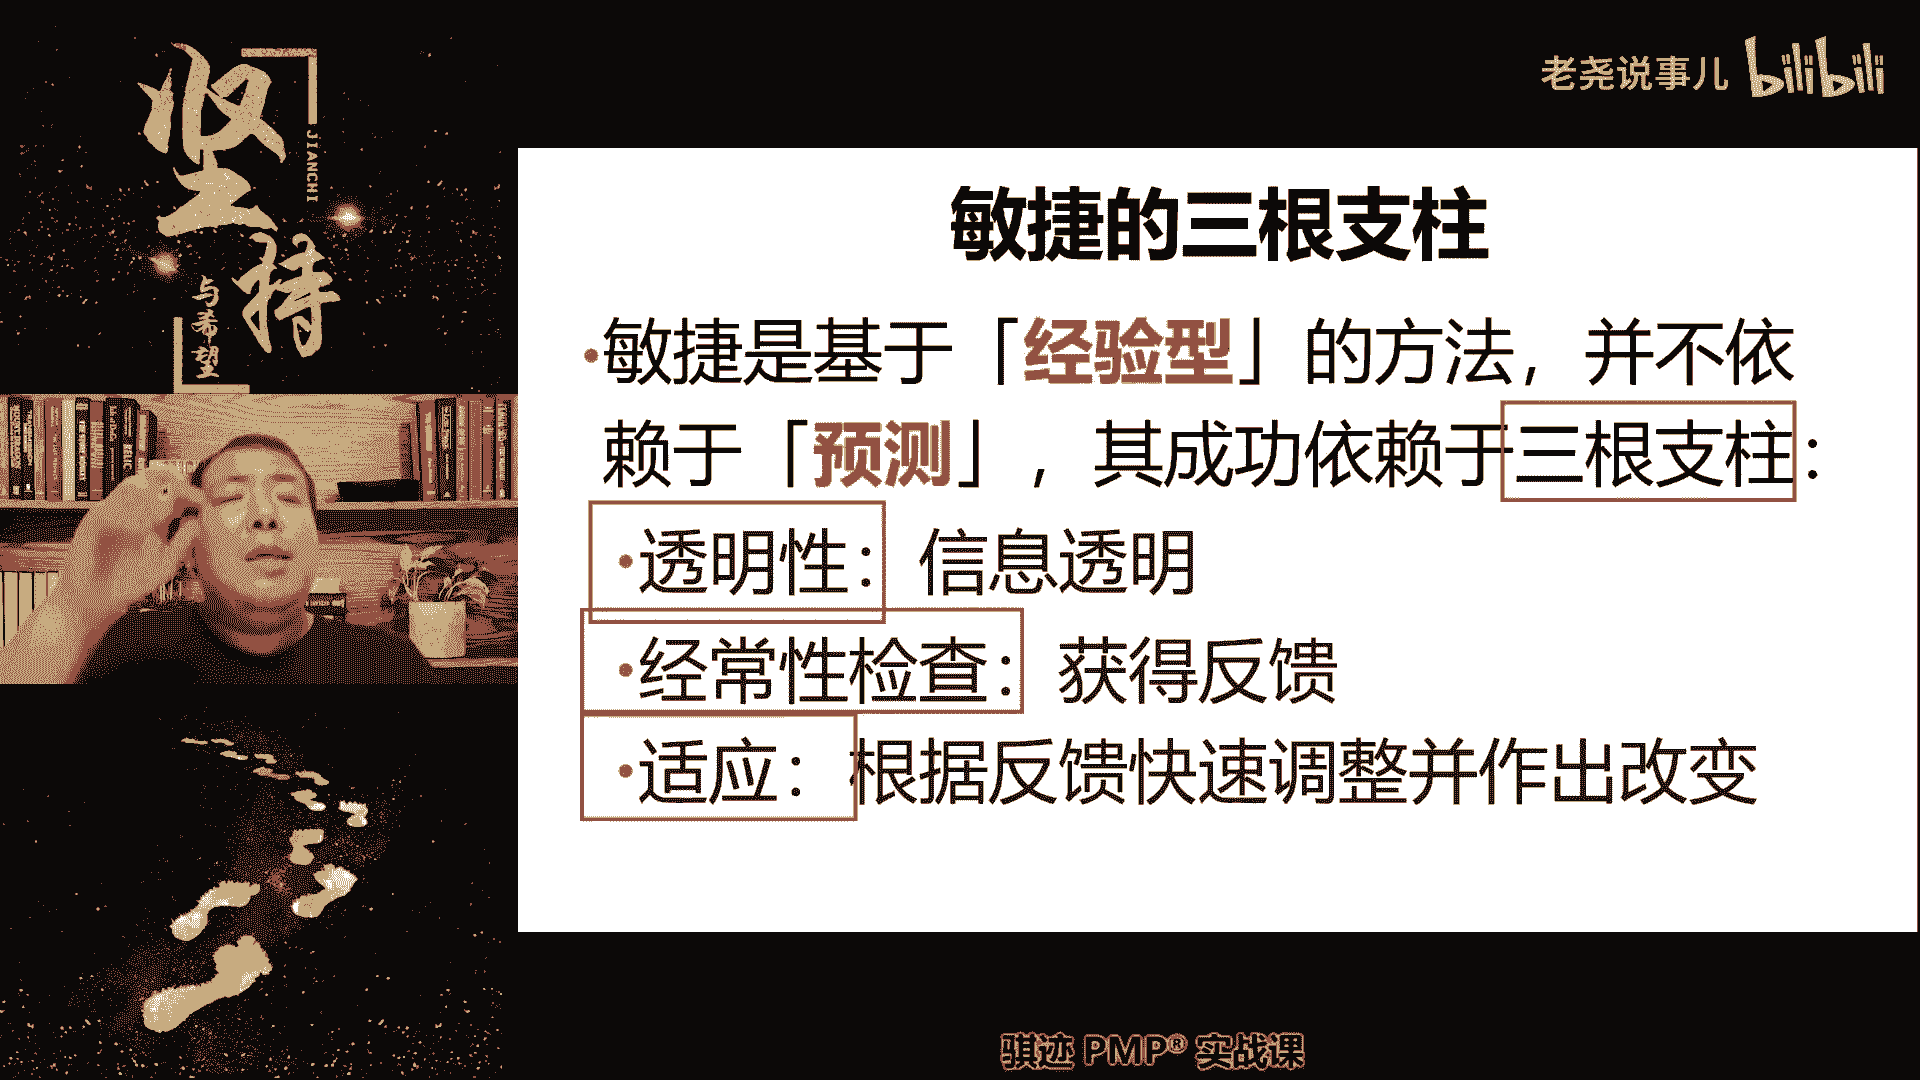 坚持
JIANCHI
与希望
老尧说事儿 bilibili
敏捷的三根支柱
•敏捷是基于「经验型」的方法，并不依
赖于「预测」，其成功依赖于三根支柱：
•透明性：信息透明
•经常性检查：获得反馈
•适应：根据反馈快速调整并作出改变
骐迹 PMP® 实战课